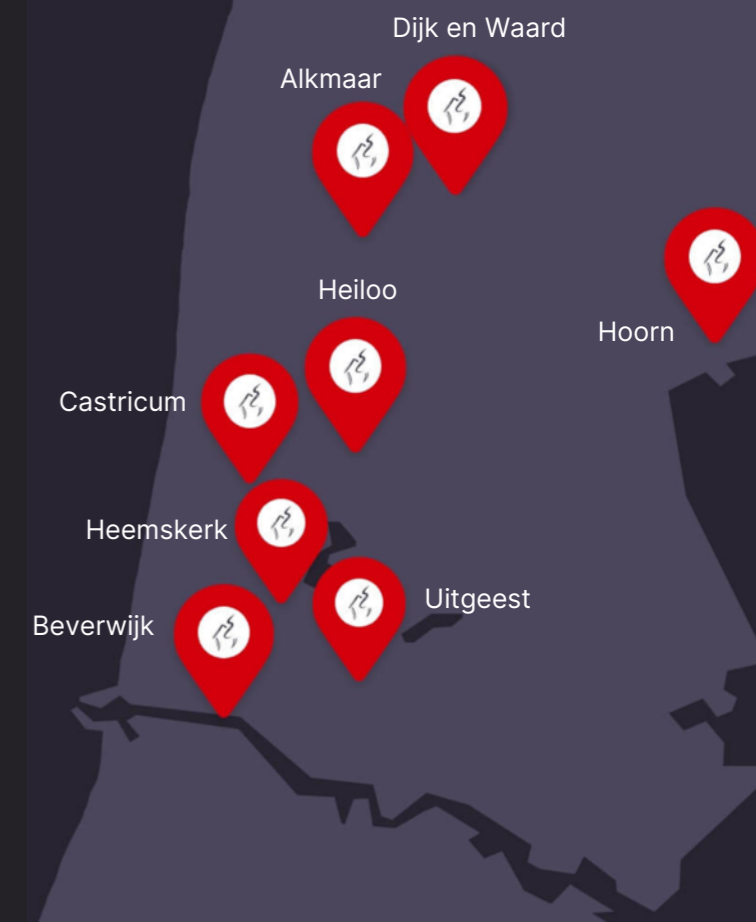 Dijk en Waard
Alkmaar
Heiloo
Hoorn
Castricum
Heemskerk
Uitgeest
Beverwijk